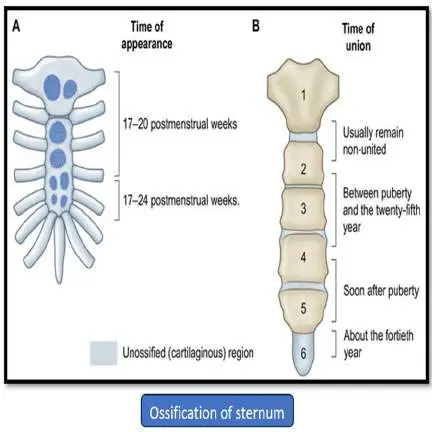 A
Time of
appearance
17–20 postmenstrual weeks
17–24 postmenstrual weeks.
Unossified (cartilaginous) region
B
Time of
union
1
2
3
4
5
6
Usually remain
non-united
Between puberty
and the twenty-fifth
year
Soon after puberty
About the fortieth
year
Ossification of sternum